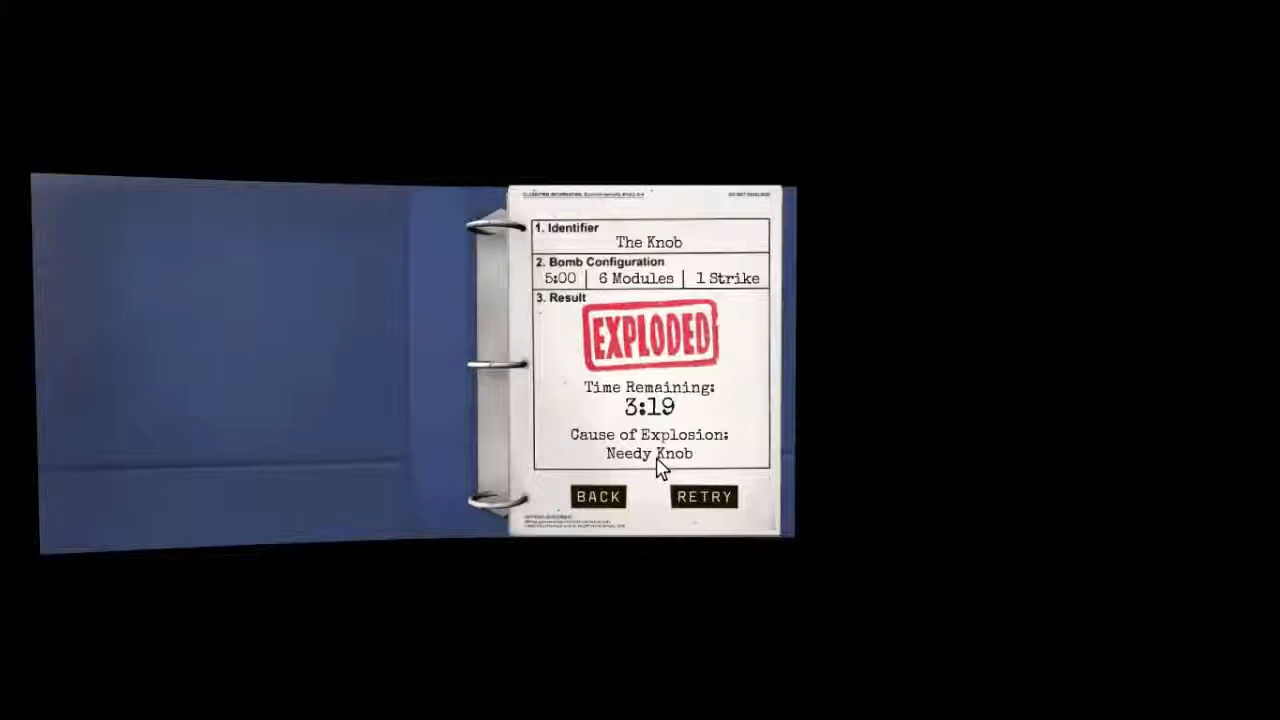 1. Identifier
The Knob
2. Bomb Configuration
5:00 | 6 Modules | 1 Strike
3. Result
EXPLODED
Time Remaining:
3:19
Cause of Explosion:
Needy Knob
BACK RETRY